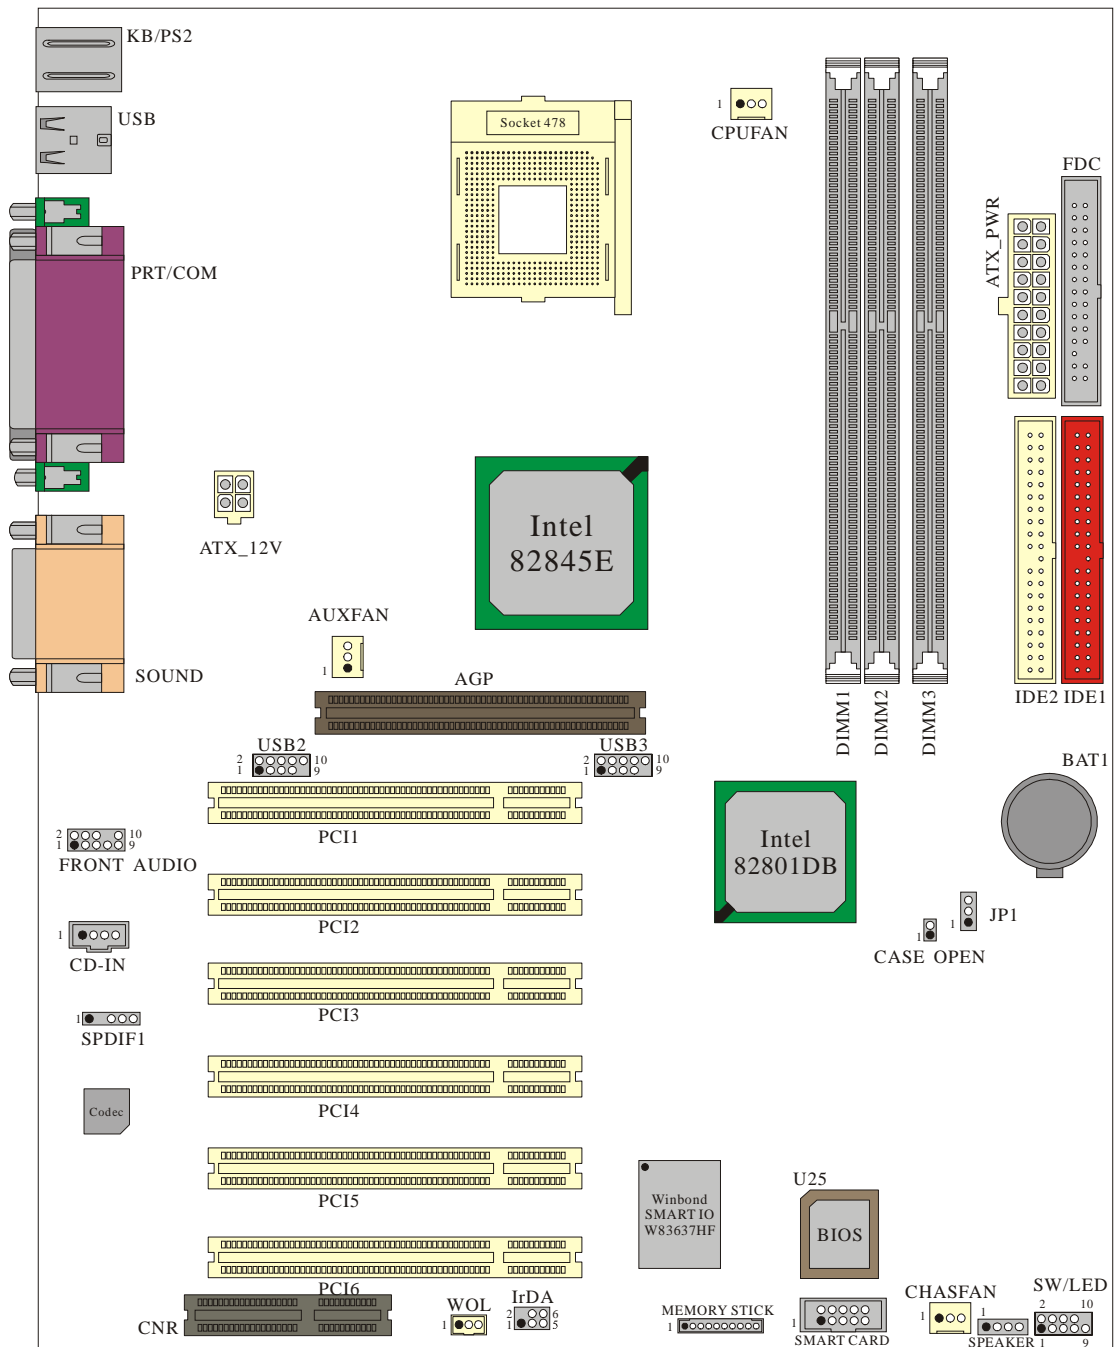 KB/PS2
USB
Socket 478
1
CPUFAN
FDC
ATX_PWR
PRT/COM
ATX_12V
Intel
82845E
AUXFAN
1
SOUND
AGP
DIMM1
DIMM2
DIMM3
IDE2
IDE1
USB2
2
10
1
9
USB3
2
10
1
9
BAT1
PCI1
2
10
1
9
FRONT AUDIO
Intel
82801DB
PCI2
1
CD-IN
1
JP1
1
CASE OPEN
PCI3
1
SPDIF1
Codec
PCI4
PCI5
Winbond
SMART IO
W83637HF
U25
BIOS
PCI6
CNR
WOL
1
IrDA
2
6
1
5
MEMORY STICK
1
1
SMART CARD
CHASFAN
1
1
SPEAKER
SW/LED
2
10
1
9